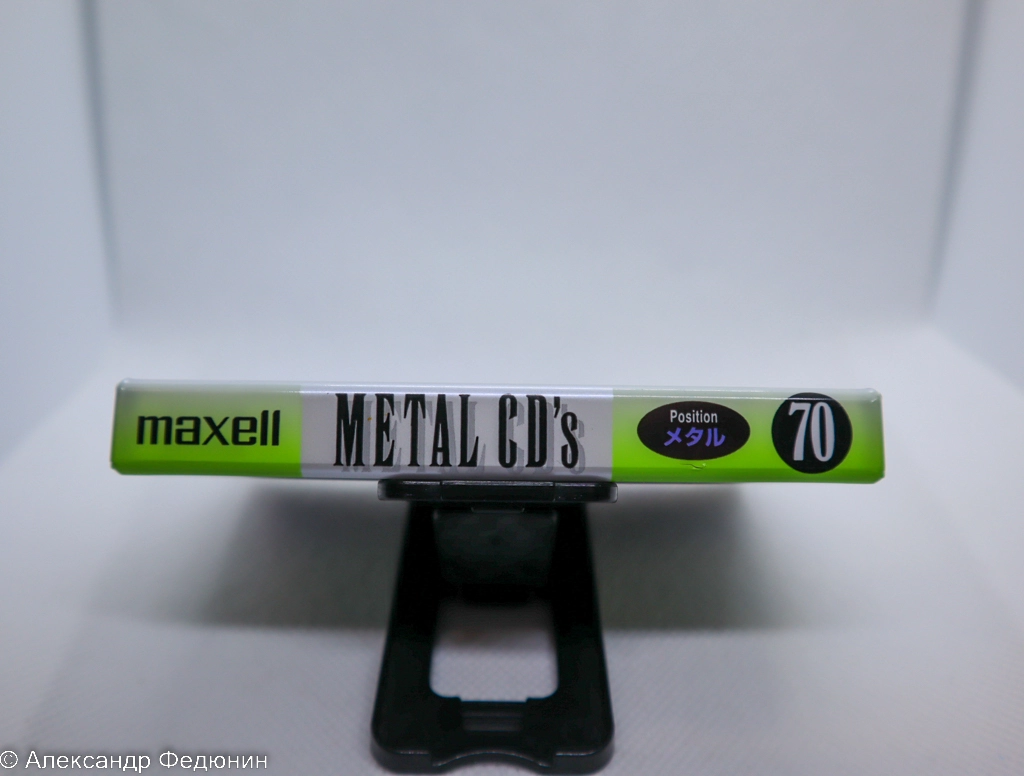 maxell
METAL CD's
Position
メタル
70
© Александр Федюнин